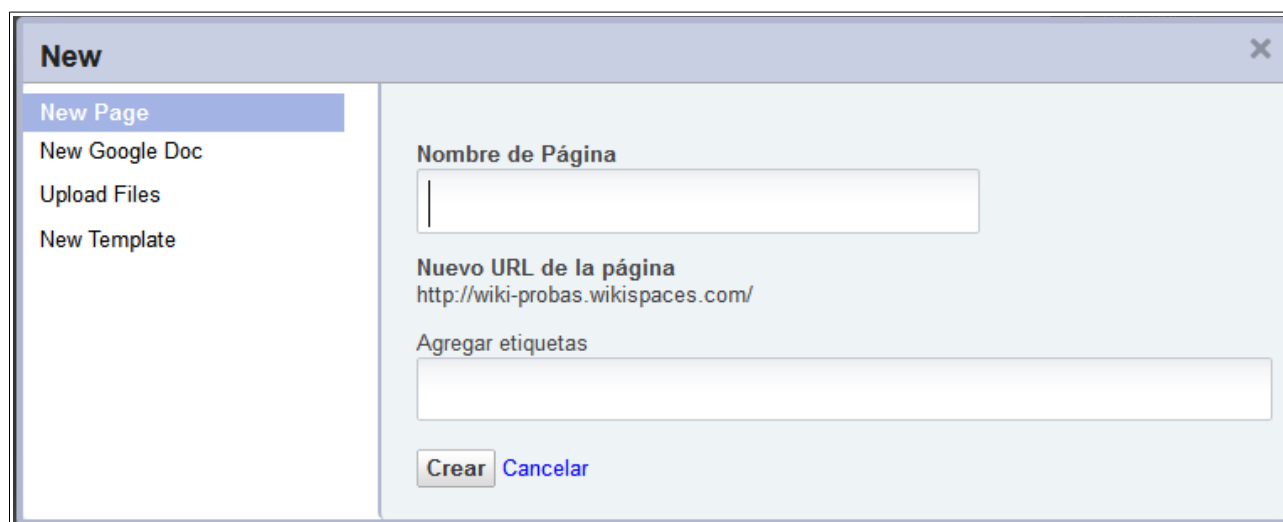 New
New Page
New Google Doc
Upload Files
New Template
Nombre de Página
Nuevo URL de la página
http://wiki-probas.wikispaces.com/
Agregar etiquetas
Crear Cancelar